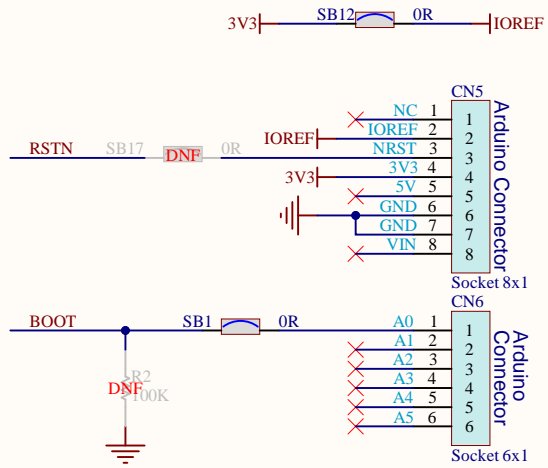 3V3 SB12 0R IOREF
CN5
NC 1 1
IOREF IOREF 2 2
RSTN SB17 DNF 0R NRST 3 3
3V3 3V3 4 4
5V 5 5
GND 6 6
GND 7 7
VIN 8 8
Arduino Connector
Socket 8x1
CN6
BOOT SB1 0R A0 1 1
A1 2 2
A2 3 3
A3 4 4
A4 5 5
A5 6 6
Arduino
Connector
R2
DNF
100K
Socket 6x1